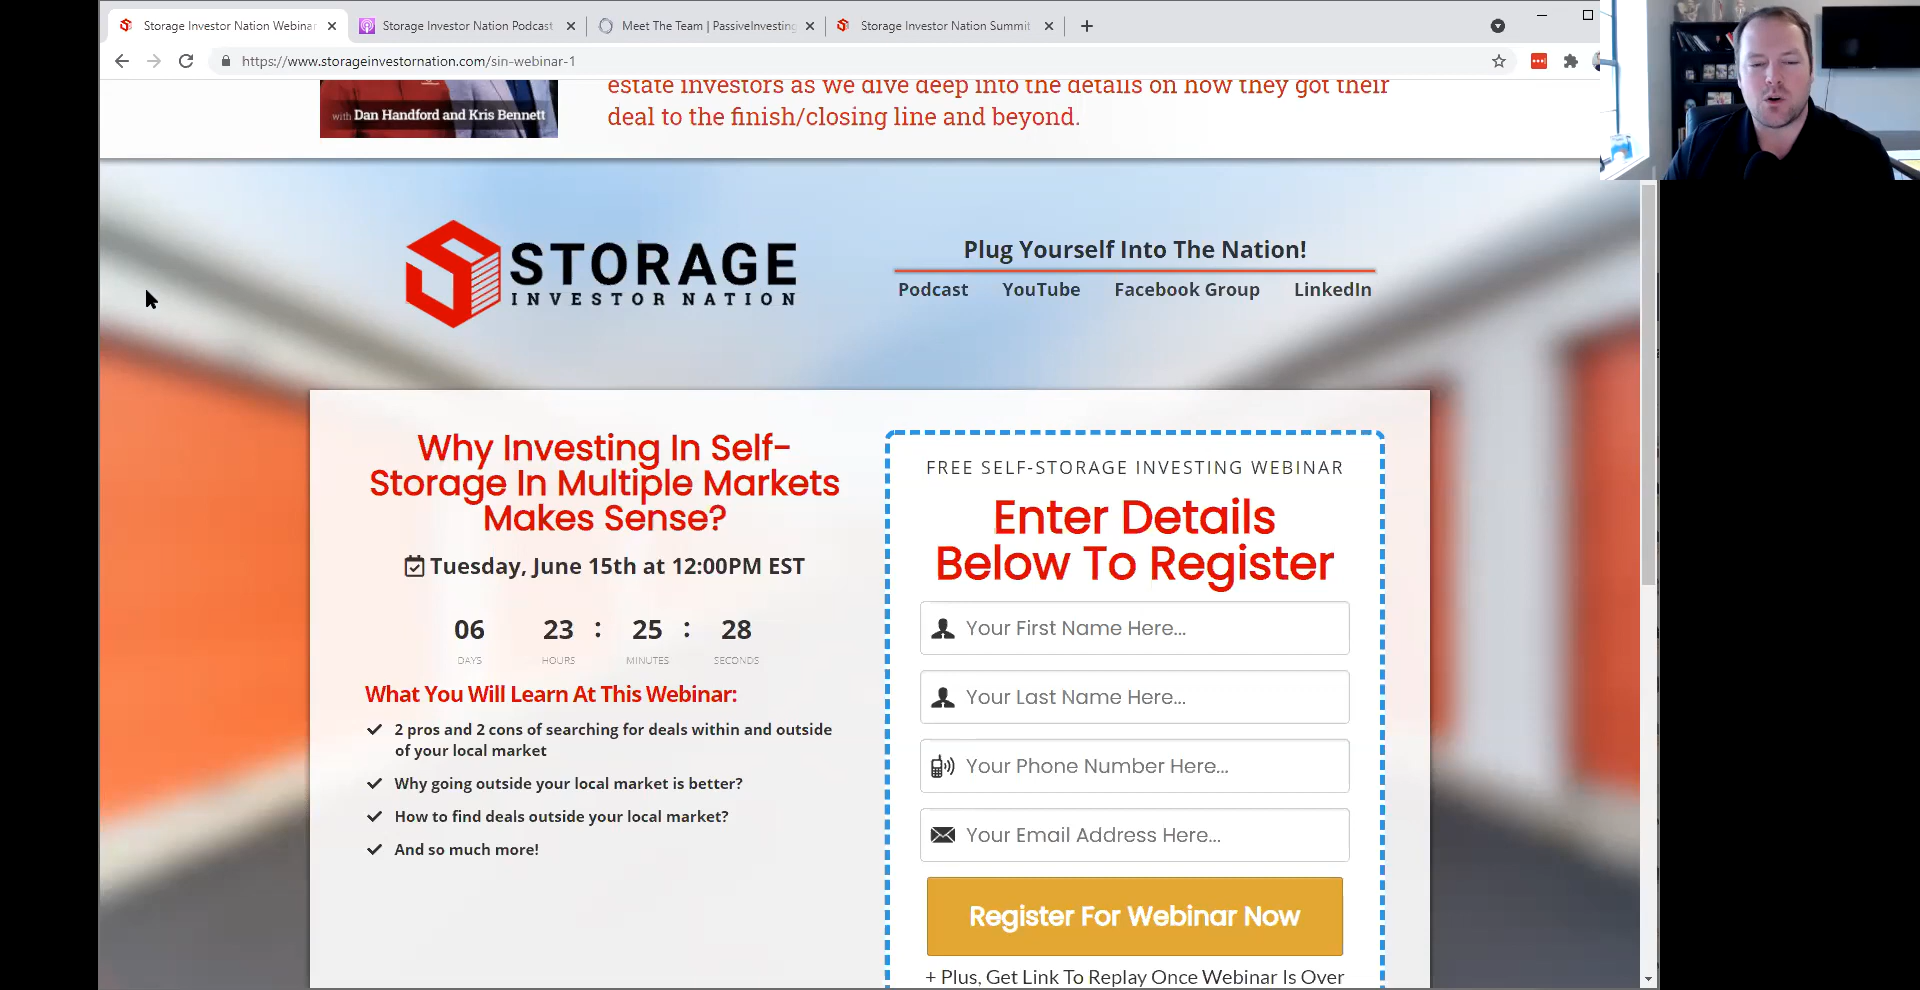 Storage Investor Nation Webinar
Storage Investor Nation Podcast
Meet The Team | PassiveInvesting
Storage Investor Nation Summit
https://www.storageinvestornation.com/sin-webinar-1
with Dan Handford and Kris Bennett
estate investors as we dive deep into the details on how they got their
deal to the finish/closing line and beyond.
STORAGE
INVESTOR NATION
Plug Yourself Into The Nation!
Podcast YouTube Facebook Group LinkedIn
Why Investing In Self-
Storage In Multiple Markets
Makes Sense?
Tuesday, June 15th at 12:00PM EST
06 23 : 25 : 28
DAYS HOURS MINUTES SECONDS
What You Will Learn At This Webinar:
2 pros and 2 cons of searching for deals within and outside
of your local market
Why going outside your local market is better?
How to find deals outside your local market?
And so much more!
FREE SELF-STORAGE INVESTING WEBINAR
Enter Details
Below To Register
Your First Name Here...
Your Last Name Here...
Your Phone Number Here...
Your Email Address Here...
Register For Webinar Now
+ Plus, Get Link To Replay Once Webinar Is Over